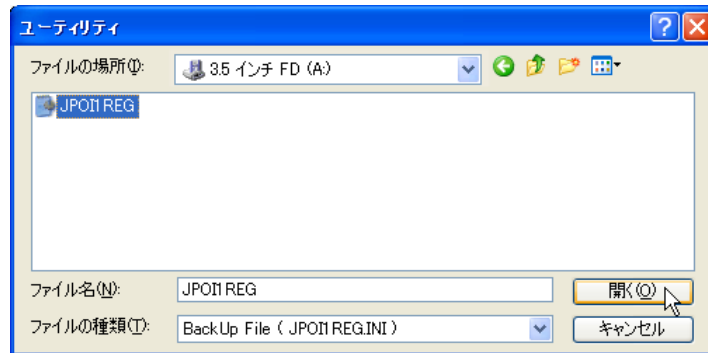 ユーティリティ
ファイルの場所(I):
3.5 インチ FD (A:)
JPOI1 REG
ファイル名(N):
JPOI1 REG
開く(O)
ファイルの種類(T):
BackUp File ( JPOI1 REG.INI )
キャンセル